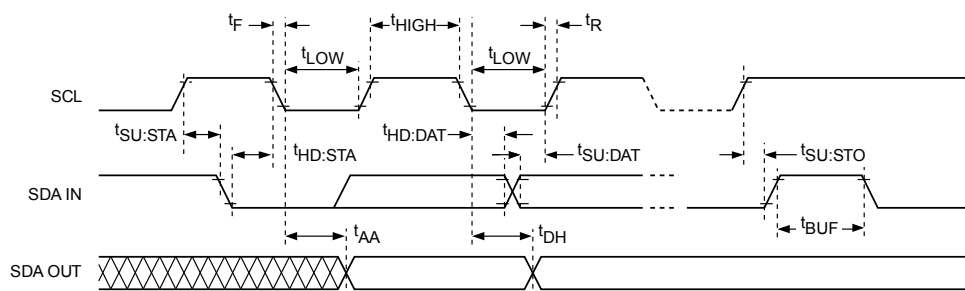 tF tHIGH tR
tLOW tLOW
SCL
tSU:STA tHD:STA tHD:DAT tSU:DAT tSU:STO
SDA IN
tBUF
tAA tDH
SDA OUT